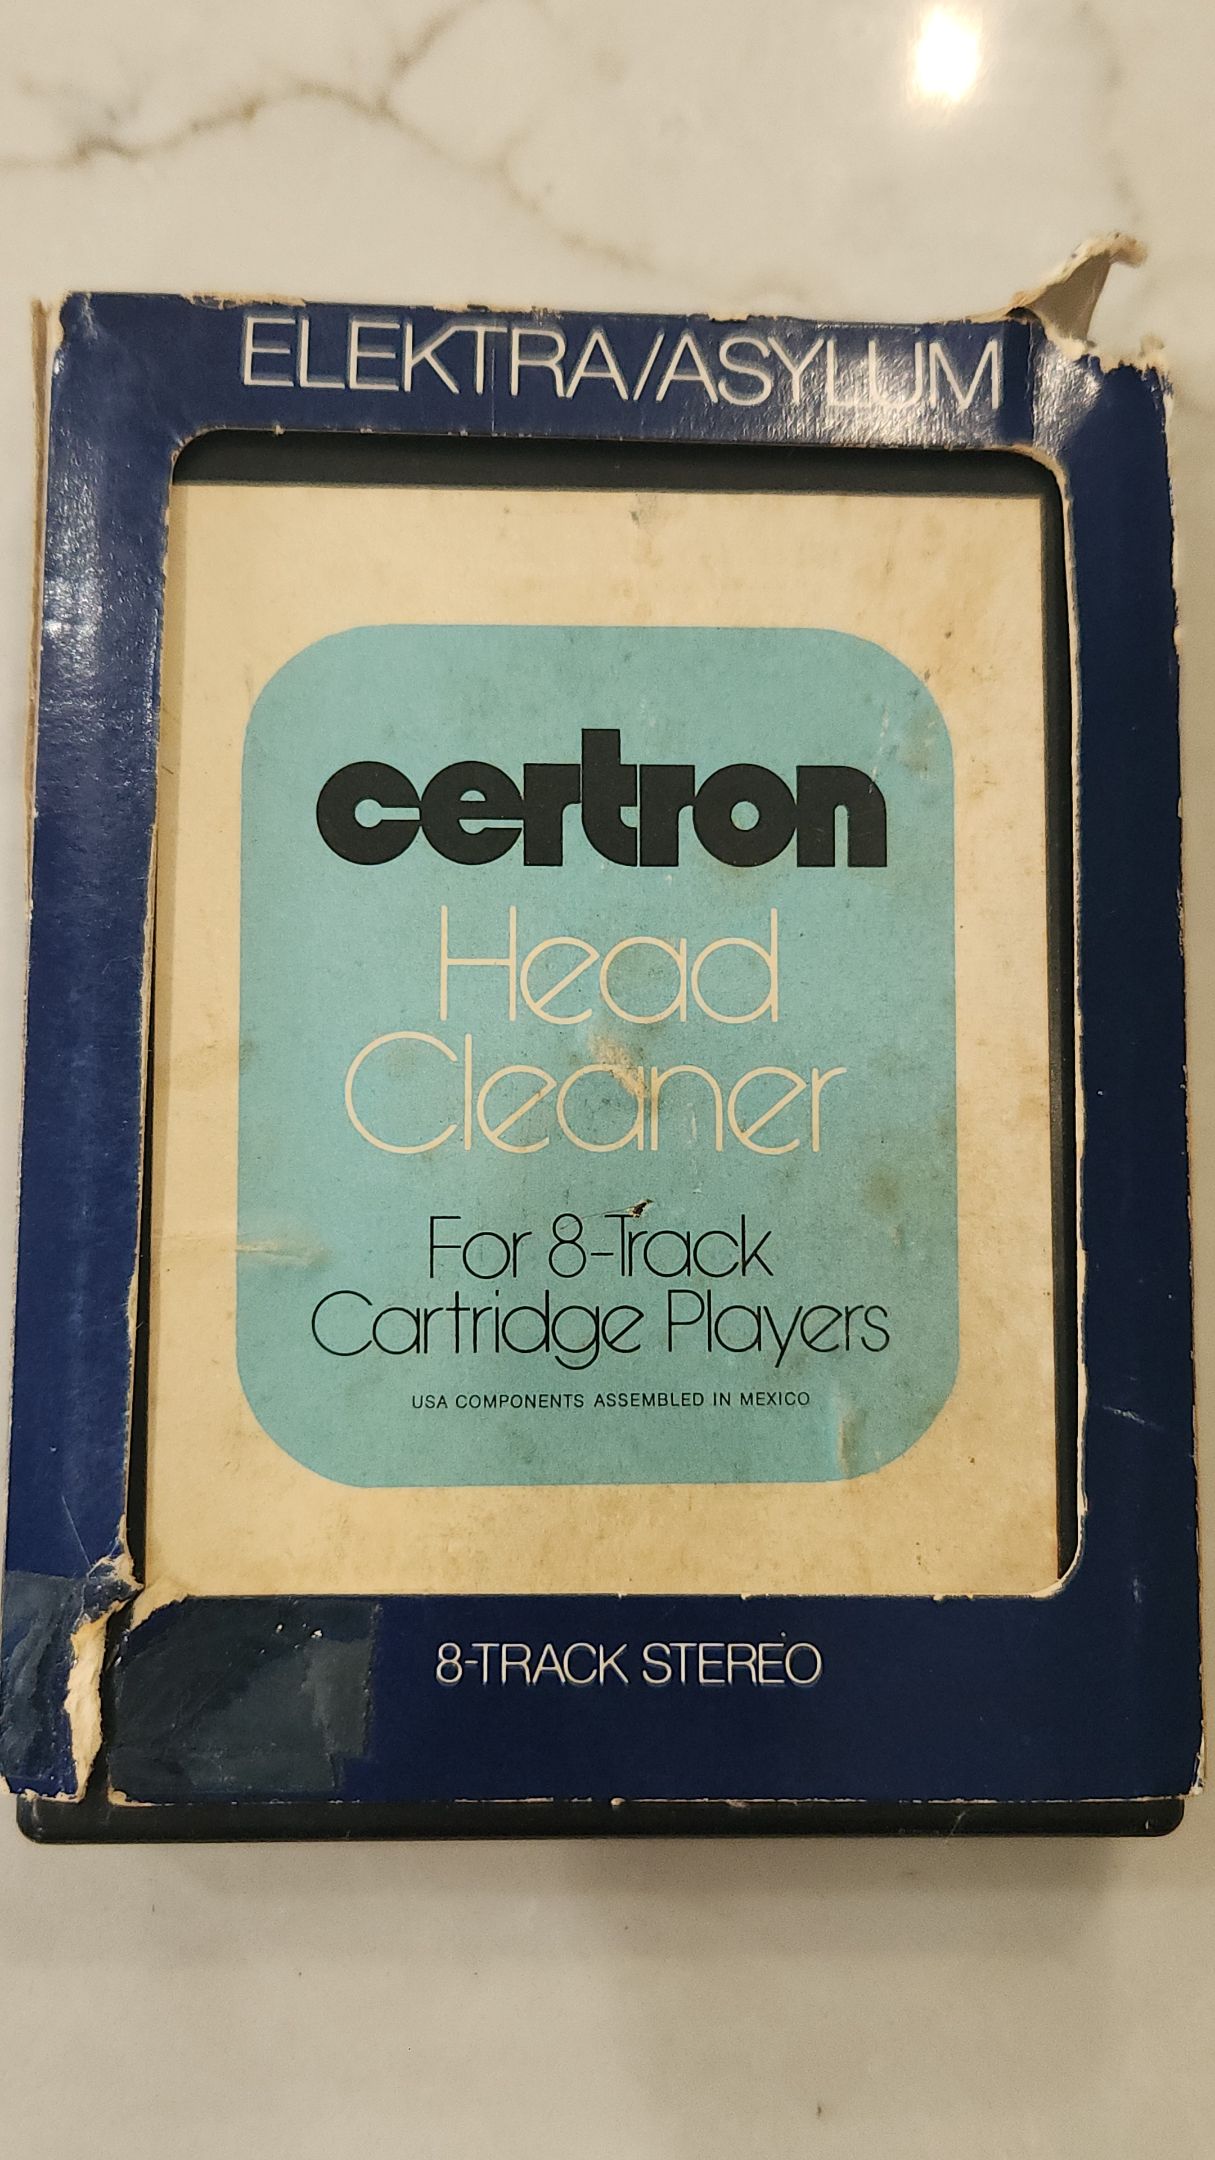 ELEKTRA/ASYLUM
certron
Head
Cleaner
For 8-Track
Cartridge Players
USA COMPONENTS ASSEMBLED IN MEXICO
8-TRACK STEREO